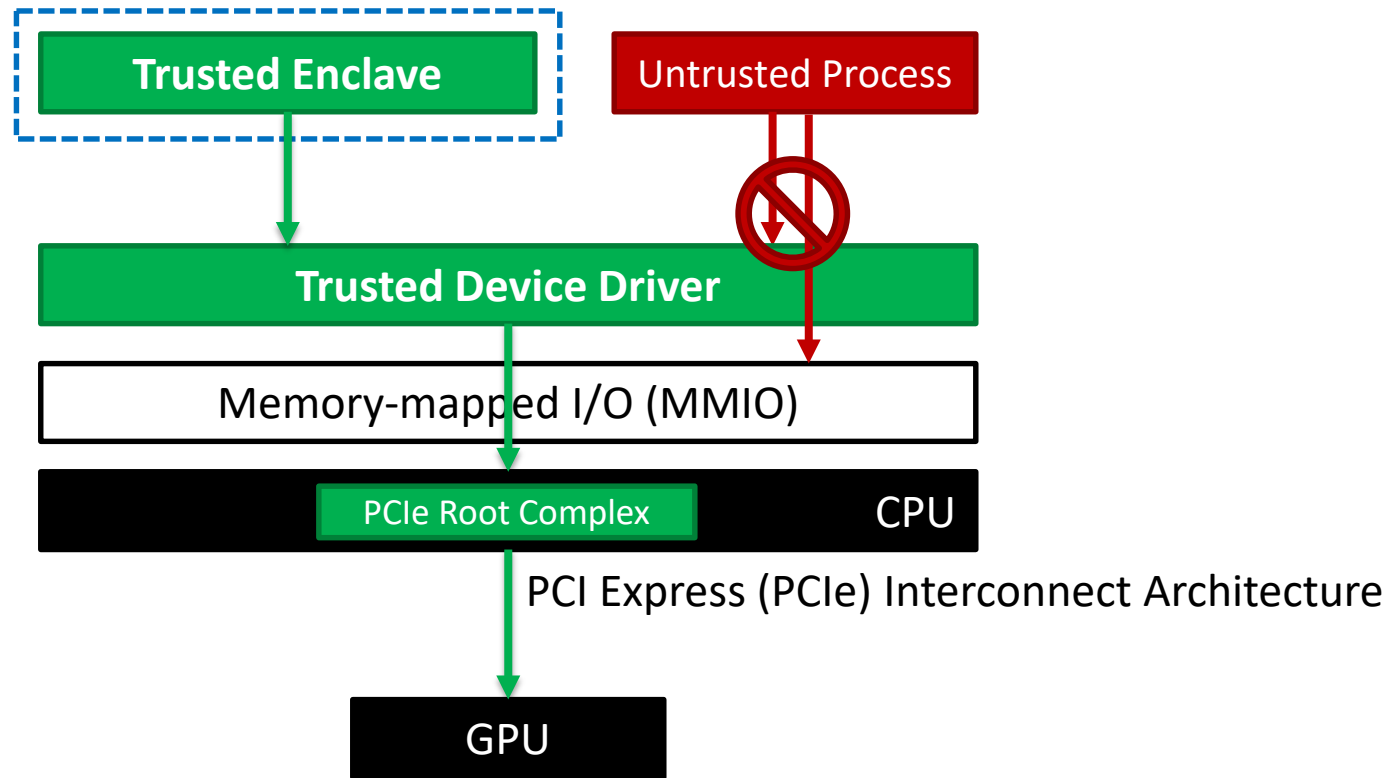 Trusted Enclave
Untrusted Process
Trusted Device Driver
Memory-mapped I/O (MMIO)
PCIe Root Complex
CPU
PCI Express (PCIe) Interconnect Architecture
GPU